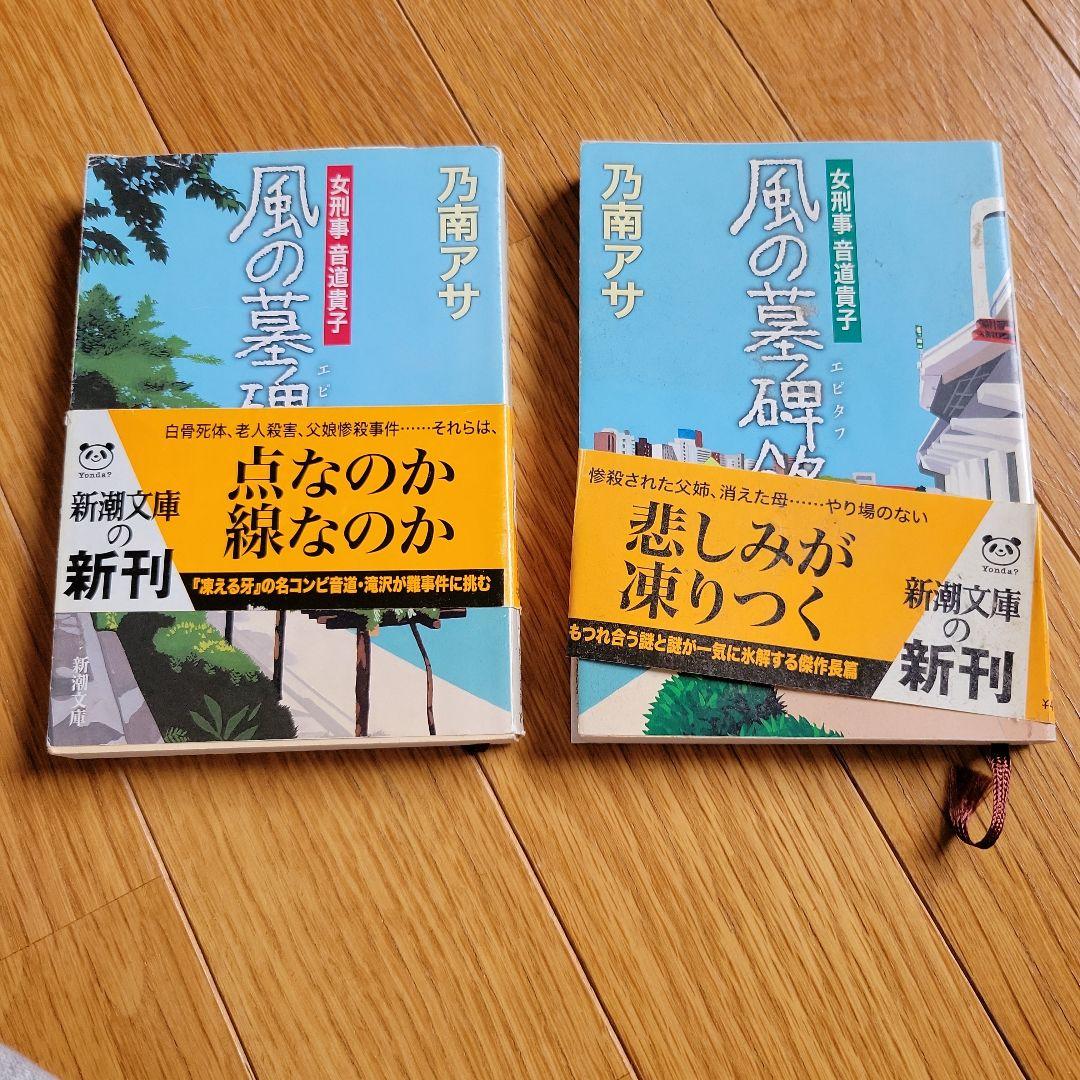 乃南アサ
女刑事 音道貴子
風の墓碑
エピ
白骨死体、老人殺害、父娘惨殺事件……それらは、
点なのか
線なのか
『凍える牙』の名コンビ音道・滝沢が難事件に挑む
Yonda?
新潮文庫
の
新刊
新潮文庫
女刑事 音道貴子
風の墓碑銘
エピタフ
乃南アサ
惨殺された父姉、消えた母……やり場のない
悲しみが
凍りつく
もつれ合う謎と謎が一気に氷解する傑作長篇
Yonda?
新潮文庫
の
新刊